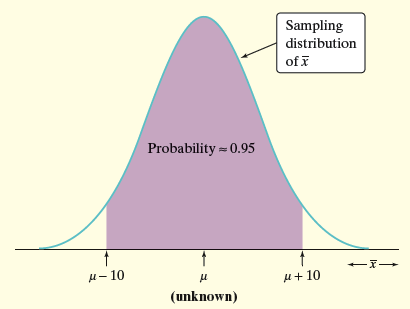 Sampling
distribution
of x̄
Probability ≈ 0.95
x̄
μ − 10
μ
μ + 10
(unknown)